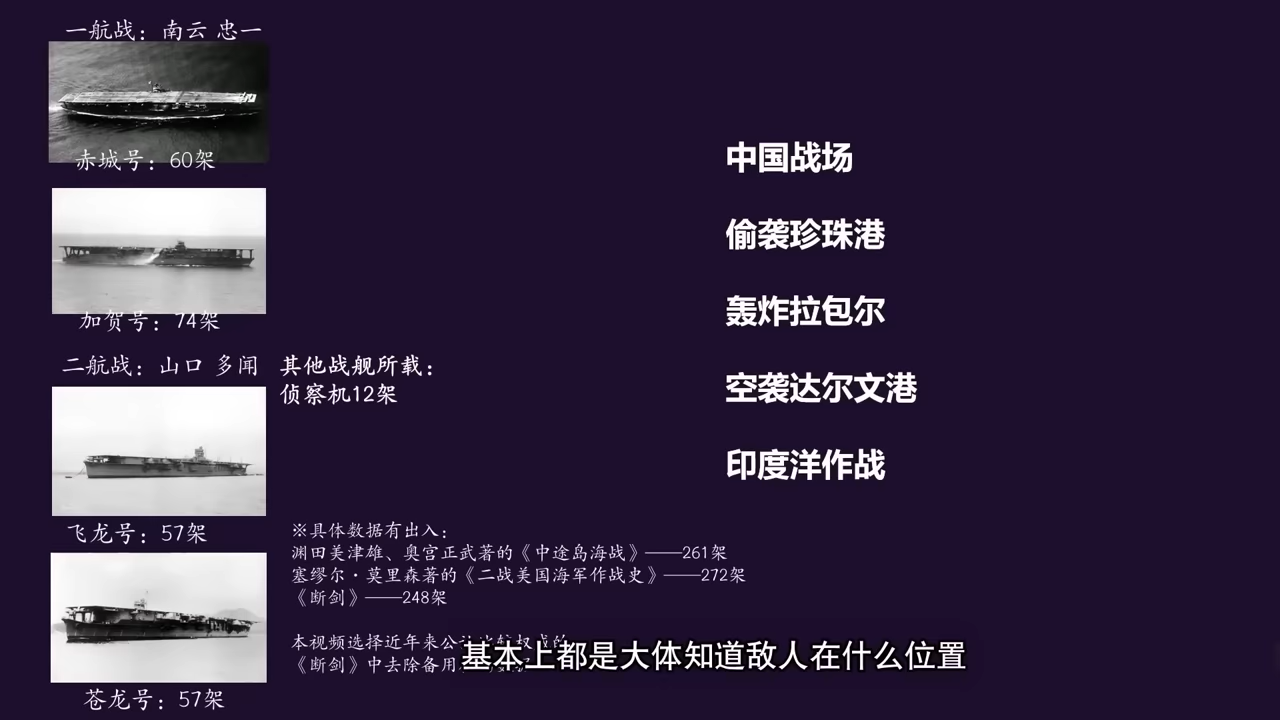 一航战：南云 忠一
赤城号：60架
加贺号：74架
二航战：山口 多闻
飞龙号：57架
苍龙号：57架
其他战舰所载：
侦察机12架
中国战场
偷袭珍珠港
轰炸拉包尔
空袭达尔文港
印度洋作战
※具体数据有出入：
渊田美津雄、奥宫正武著的《中途岛海战》——261架
塞缪尔·莫里森著的《二战美国海军作战史》——272架
《断剑》——248架
本视频选择近年来公
《断剑》中去除备用
基本上都是大体知道敌人在什么位置